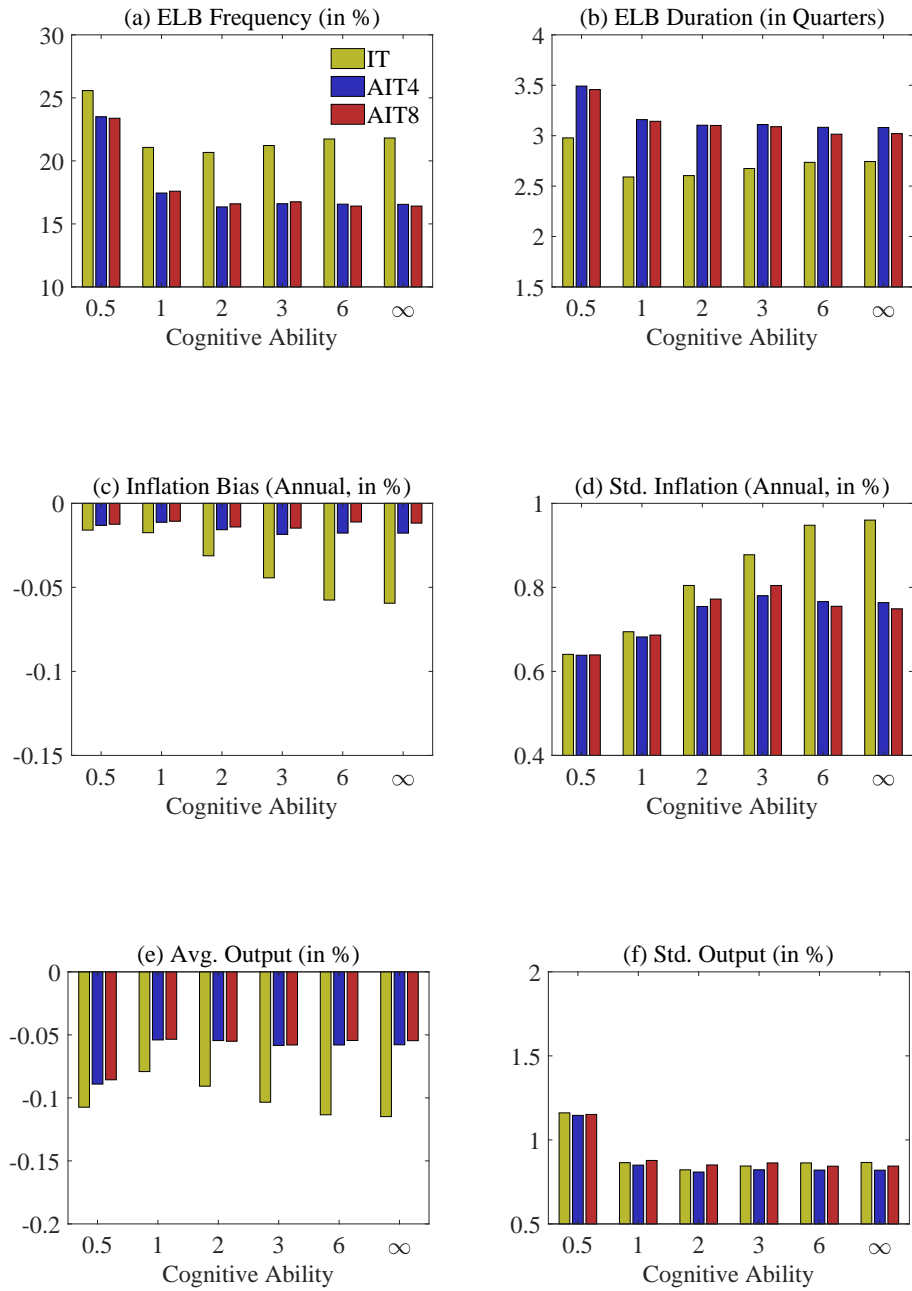 (a) ELB Frequency (in %)
30
25
20
15
10
IT
AIT4
AIT8
0.5 1 2 3 6 ∞
Cognitive Ability
(b) ELB Duration (in Quarters)
4
3.5
3
2.5
2
1.5
0.5 1 2 3 6 ∞
Cognitive Ability
(c) Inflation Bias (Annual, in %)
0
-0.05
-0.1
-0.15
0.5 1 2 3 6 ∞
Cognitive Ability
(d) Std. Inflation (Annual, in %)
1
0.8
0.6
0.4
0.5 1 2 3 6 ∞
Cognitive Ability
(e) Avg. Output (in %)
0
-0.05
-0.1
-0.15
-0.2
0.5 1 2 3 6 ∞
Cognitive Ability
(f) Std. Output (in %)
2
1.5
1
0.5
0.5 1 2 3 6 ∞
Cognitive Ability